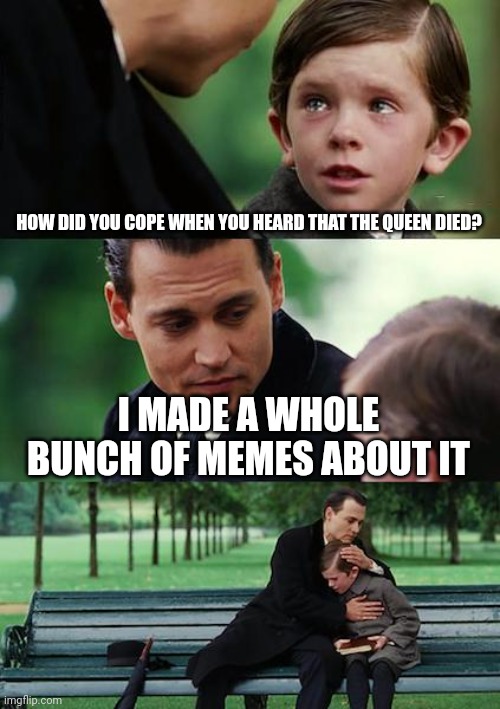 HOW DID YOU COPE WHEN YOU HEARD THAT THE QUEEN DIED?
I MADE A WHOLE
BUNCH OF MEMES ABOUT IT
imgflip.com